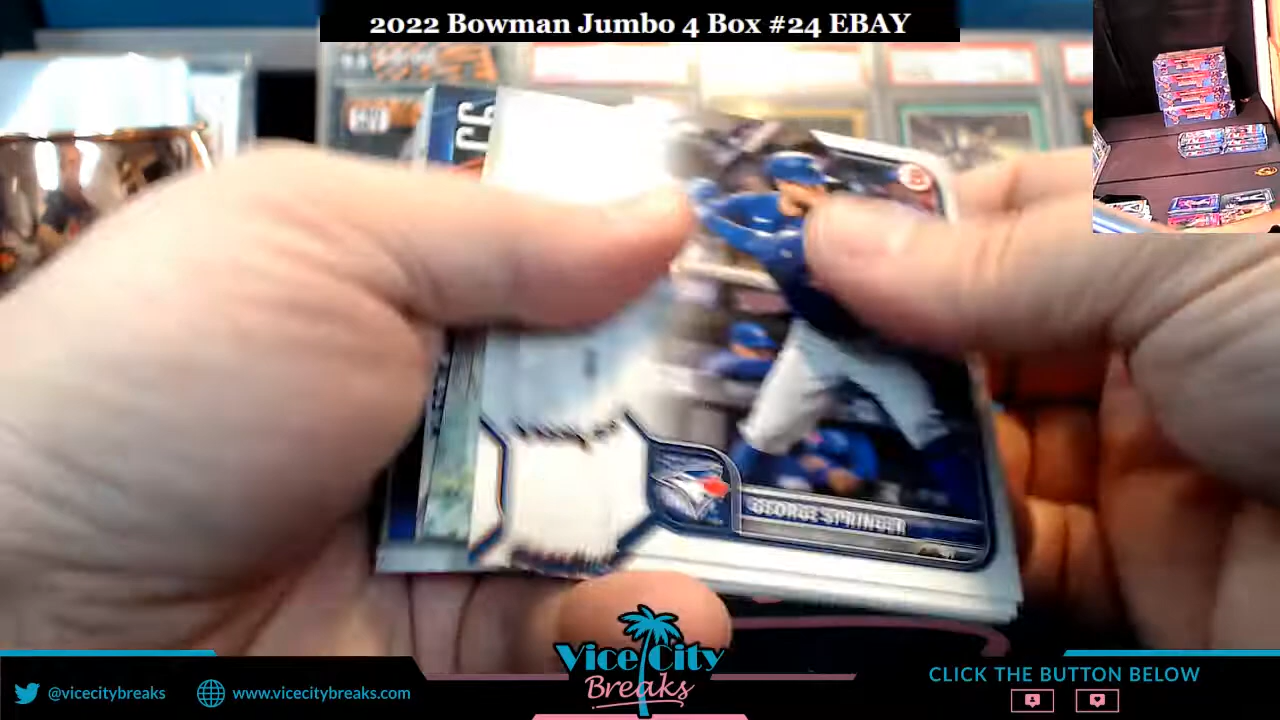 2022 Bowman Jumbo 4 Box #24 EBAY
GEORGE SPRINGER
Vice City
Breaks
@vicecitybreaks
www.vicecitybreaks.com
CLICK THE BUTTON BELOW